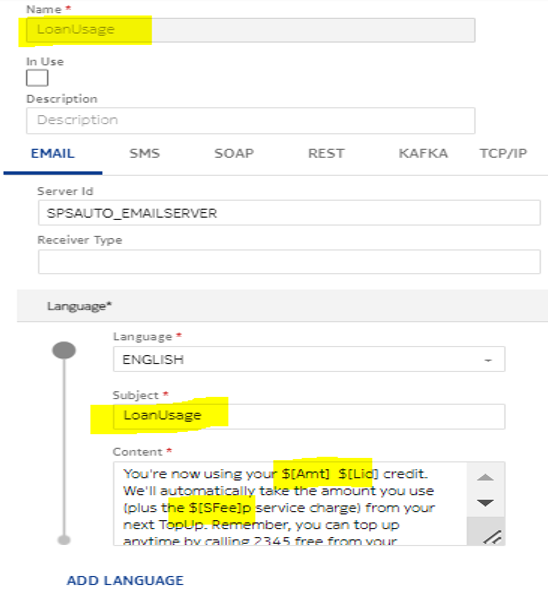 Name *
LoanUsage
In Use
Description
Description
EMAIL SMS SOAP REST KAFKA TCP/IP
Server Id
SPSAUTO_EMAILSERVER
Receiver Type
Language*
Language *
ENGLISH
Subject *
LoanUsage
Content *
You're now using your $[Amt] $[Lid] credit.
We'll automatically take the amount you use
(plus the $[SFee]p service charge) from your
next TopUp. Remember, you can top up
anytime by calling 2345 free from your
ADD LANGUAGE